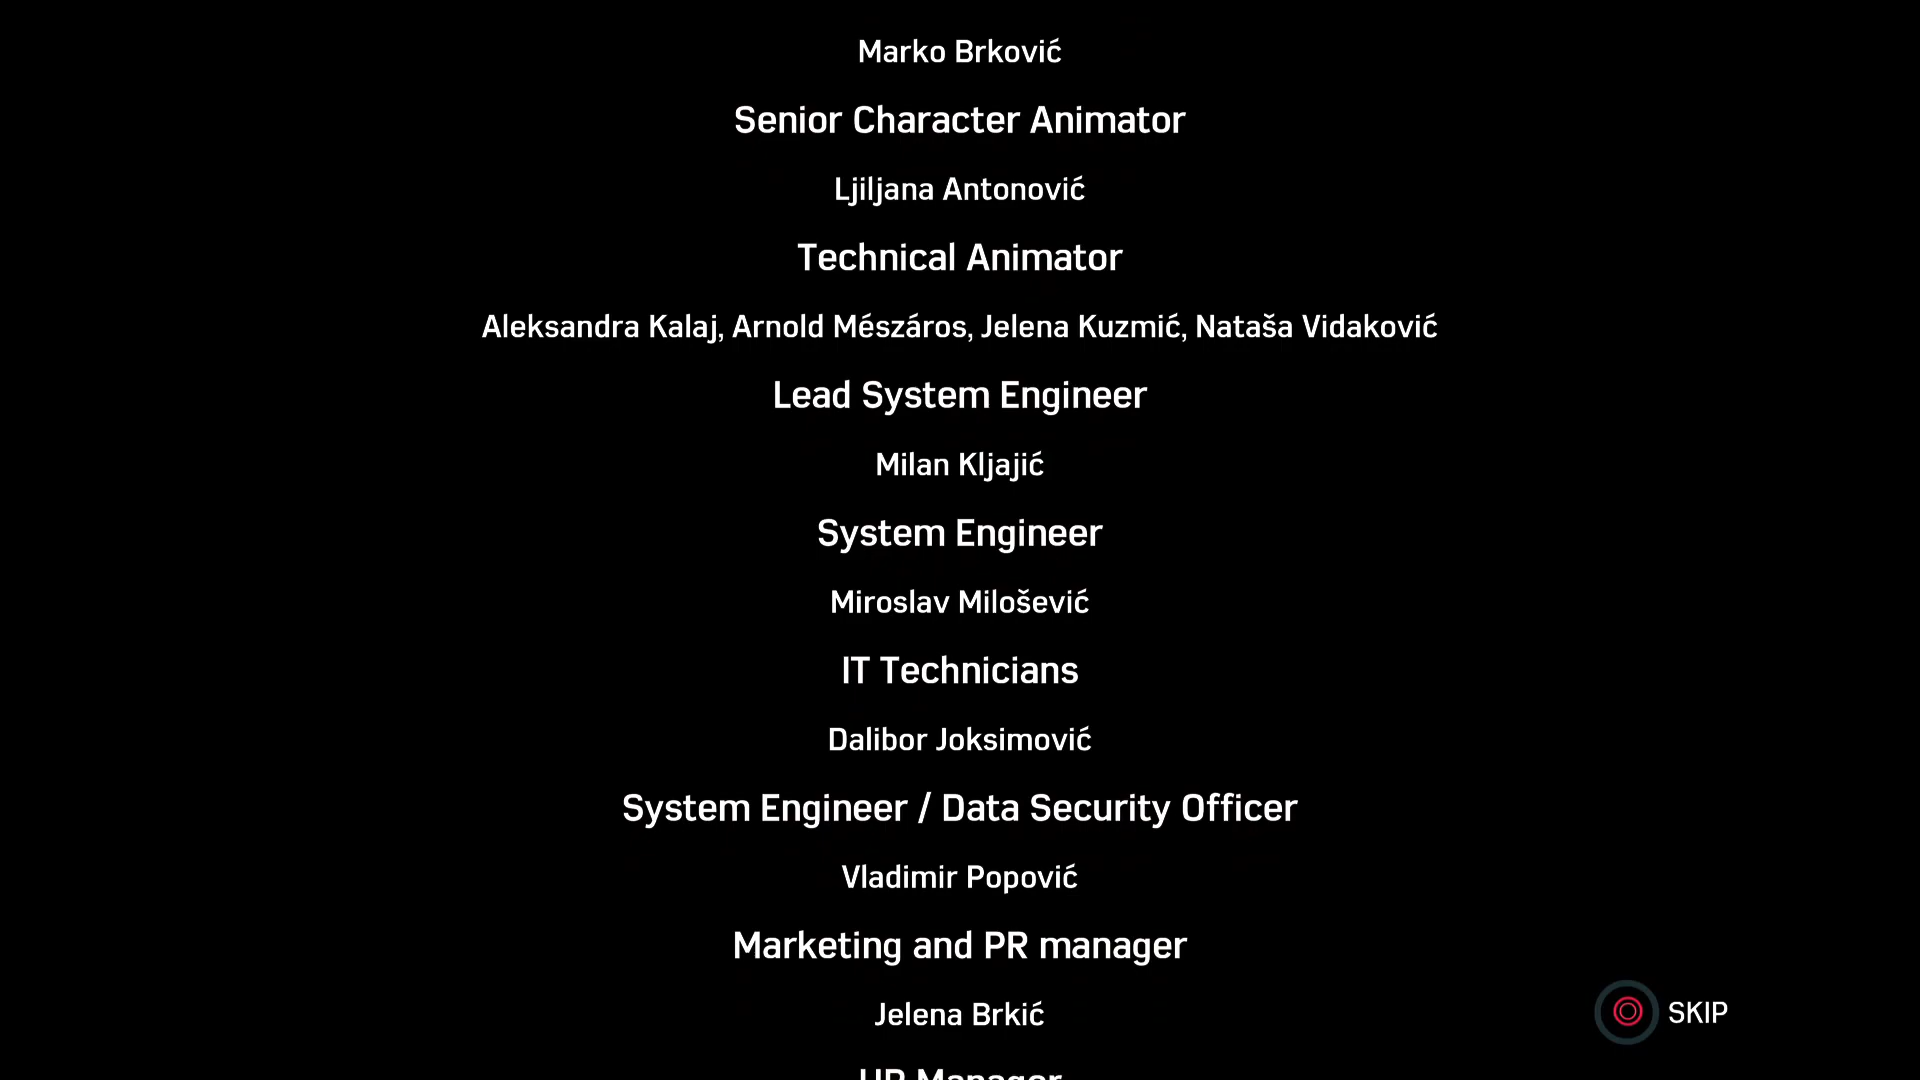 Marko Brković
Senior Character Animator
Ljiljana Antonović
Technical Animator
Aleksandra Kalaj, Arnold Mészáros, Jelena Kuzmić, Nataša Vidaković
Lead System Engineer
Milan Kljajić
System Engineer
Miroslav Milošević
IT Technicians
Dalibor Joksimović
System Engineer / Data Security Officer
Vladimir Popović
Marketing and PR manager
Jelena Brkić
SKIP
HR Manager